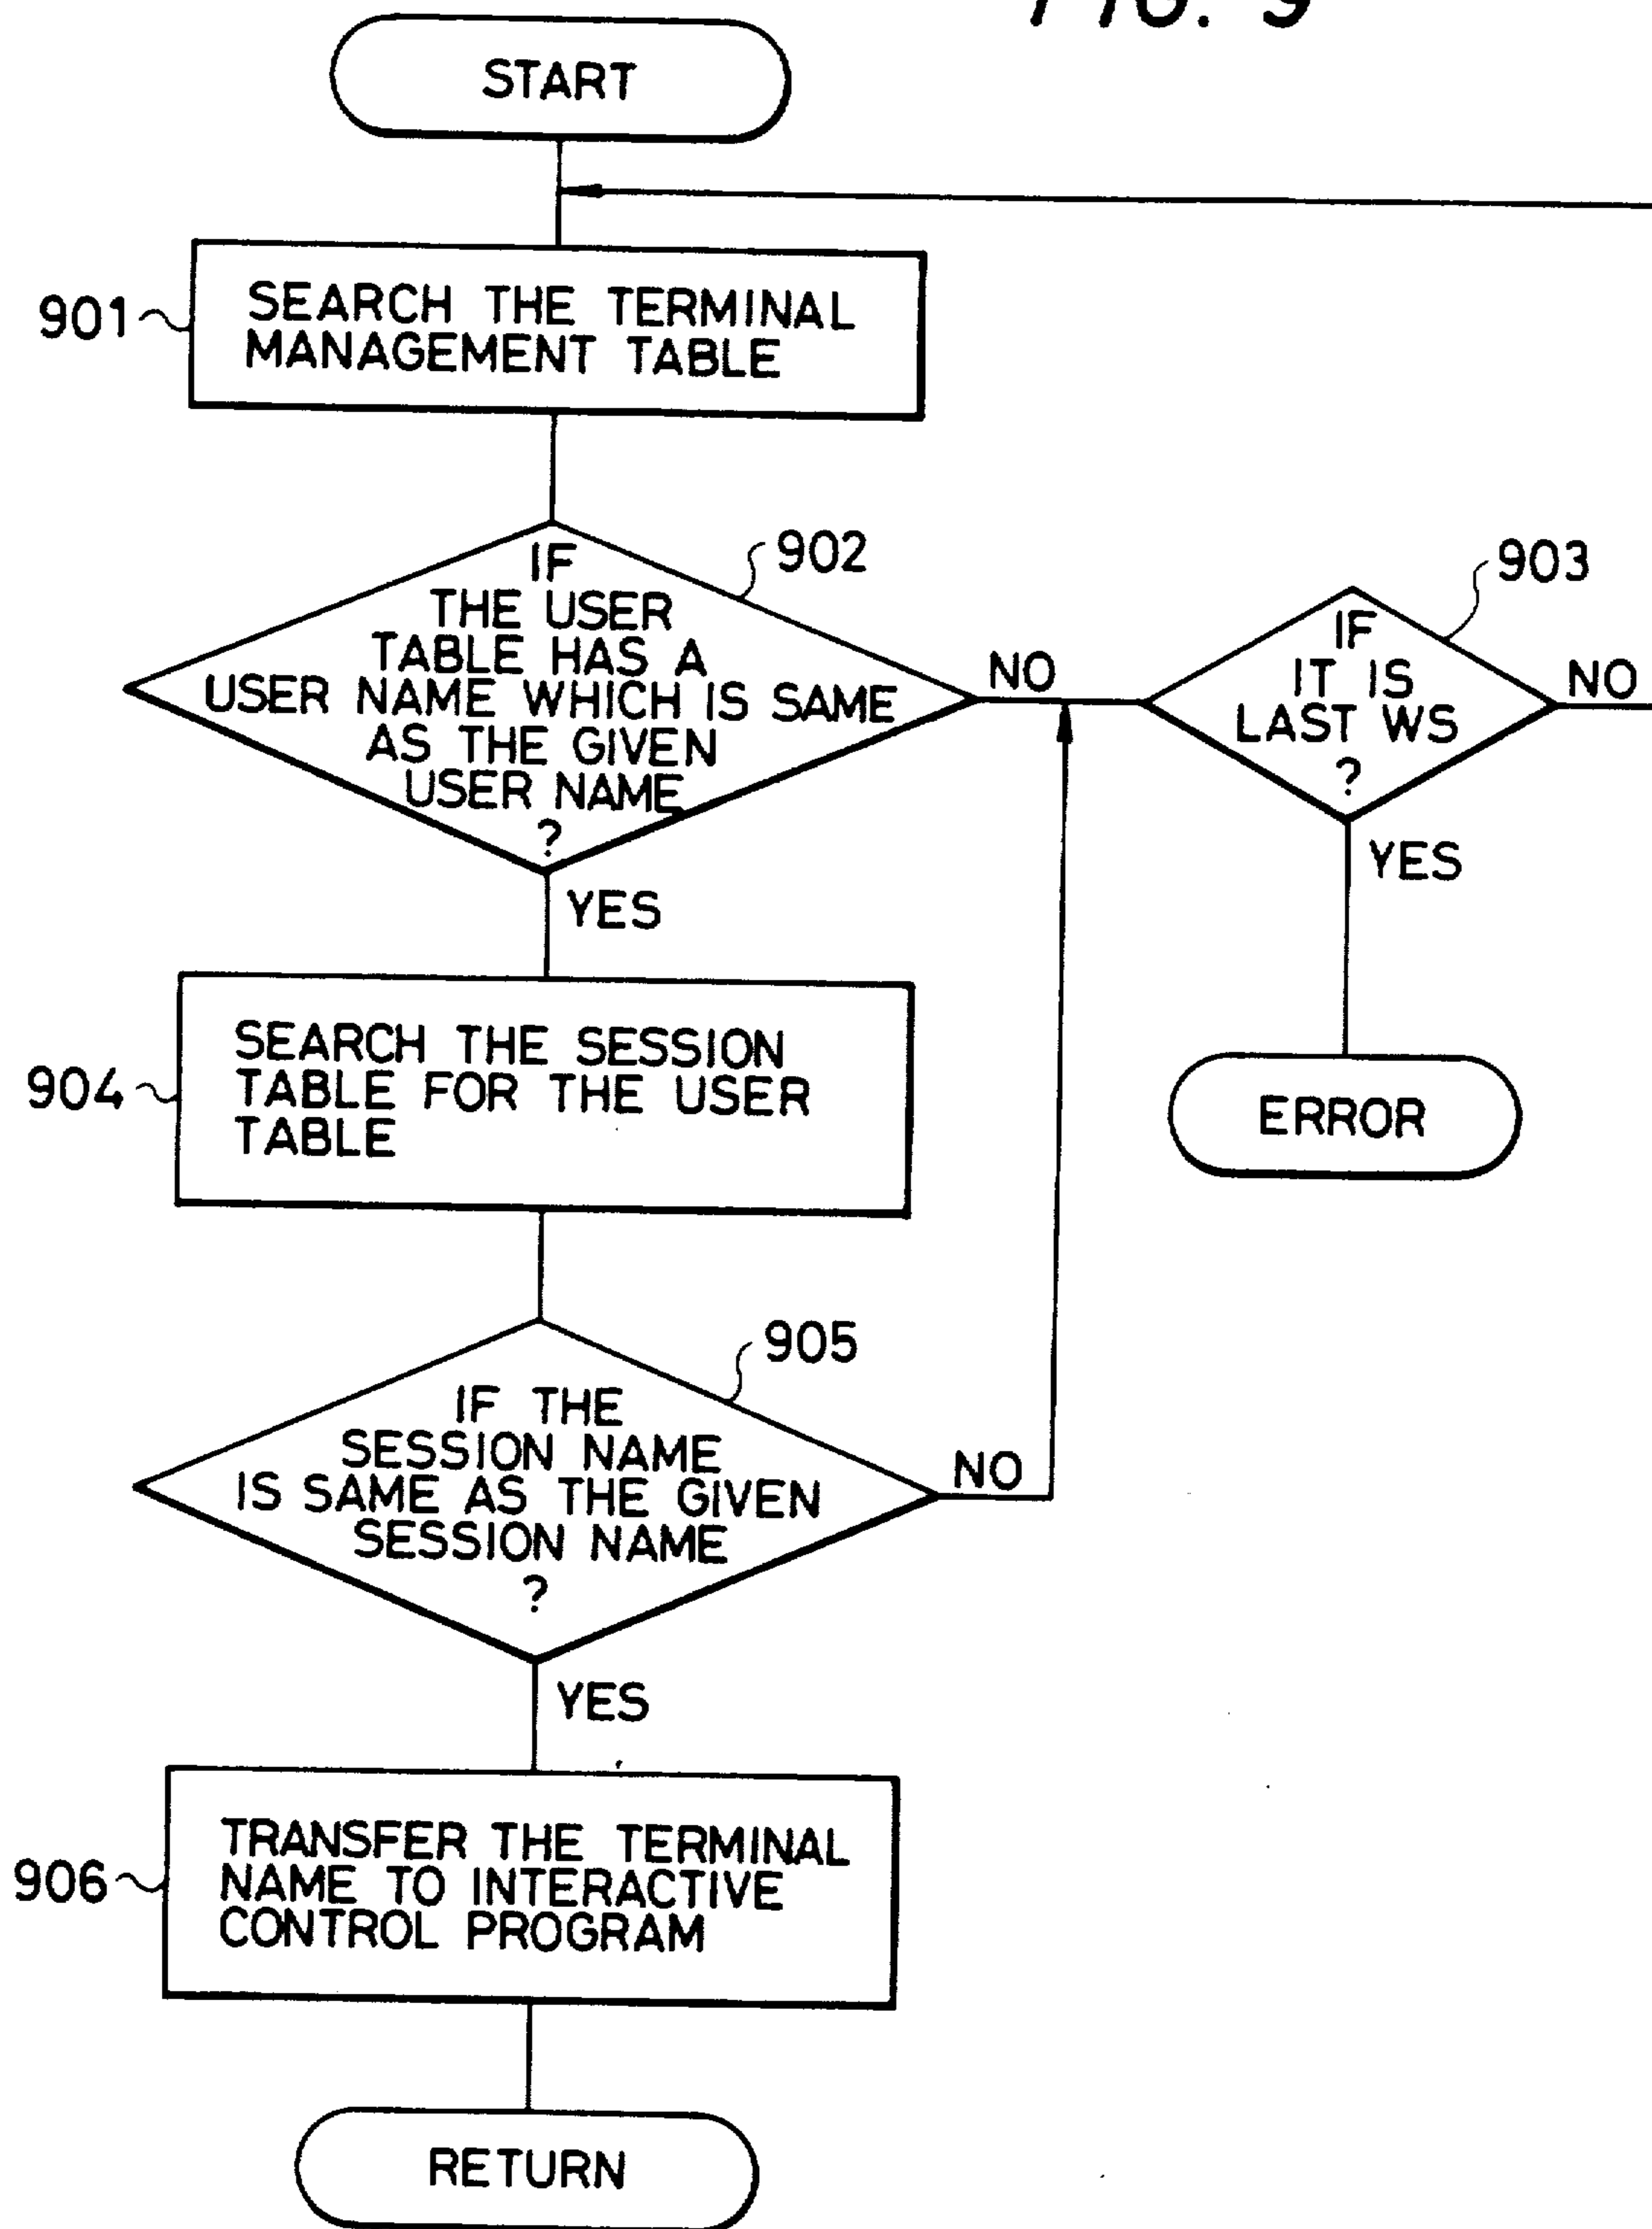 FIG. 9
START
901
SEARCH THE TERMINAL
MANAGEMENT TABLE
902
IF
THE USER
TABLE HAS A
USER NAME WHICH IS SAME
AS THE GIVEN
USER NAME
?
NO
YES
903
IF
IT IS
LAST WS
?
NO
YES
ERROR
904
SEARCH THE SESSION
TABLE FOR THE USER
TABLE
905
IF THE
SESSION NAME
IS SAME AS THE GIVEN
SESSION NAME
?
NO
YES
906
TRANSFER THE TERMINAL
NAME TO INTERACTIVE
CONTROL PROGRAM
RETURN